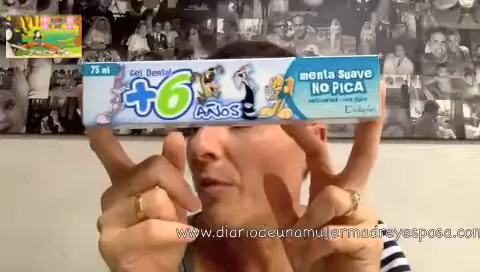 75 ml
Gel Dental
+6
AÑOS
menta suave
NO PICA
www.diariodeunamujermadreyesposa.com